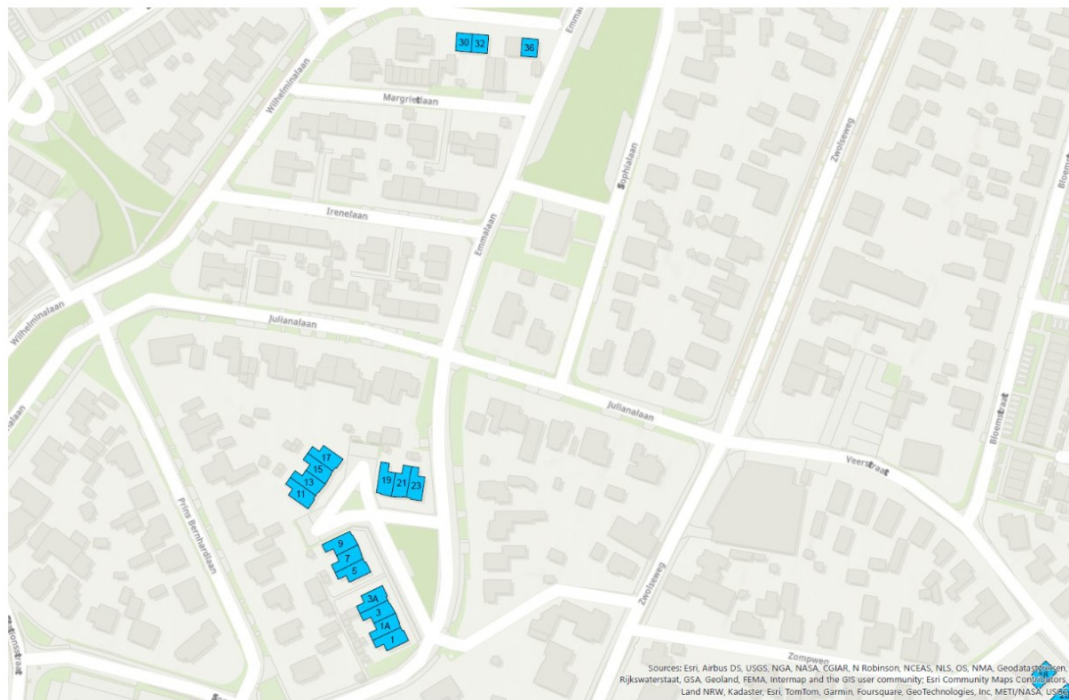 Emma
30 32
36
Wilhelminalaan
Margrietlaan
Zwolseweg
Sophialaan
Bloemstraat
Irenelaan
Emmalaan
Wilhelminalaan
Julianalaan
Julianalaan
Bloemstraat
Veerstraat
17
15
13
11
19 21 23
Prins Bernhardlaan
9
7
5
3A
3
1A
1
Zwolseweg
Zompwen
Sources: Esri, Airbus DS, USGS, NGA, NASA, CGIAR, N Robinson, NCEAS, NLS, OS, NMA, Geodatastyrelsen,
Rijkswaterstaat, GSA, Geoland, FEMA, Intermap and the GIS user community; Esri Community Maps Contributors,
Land NRW, Kadaster, Esri, TomTom, Garmin, Foursquare, GeoTechnologies, Inc, METI/NASA, USGS